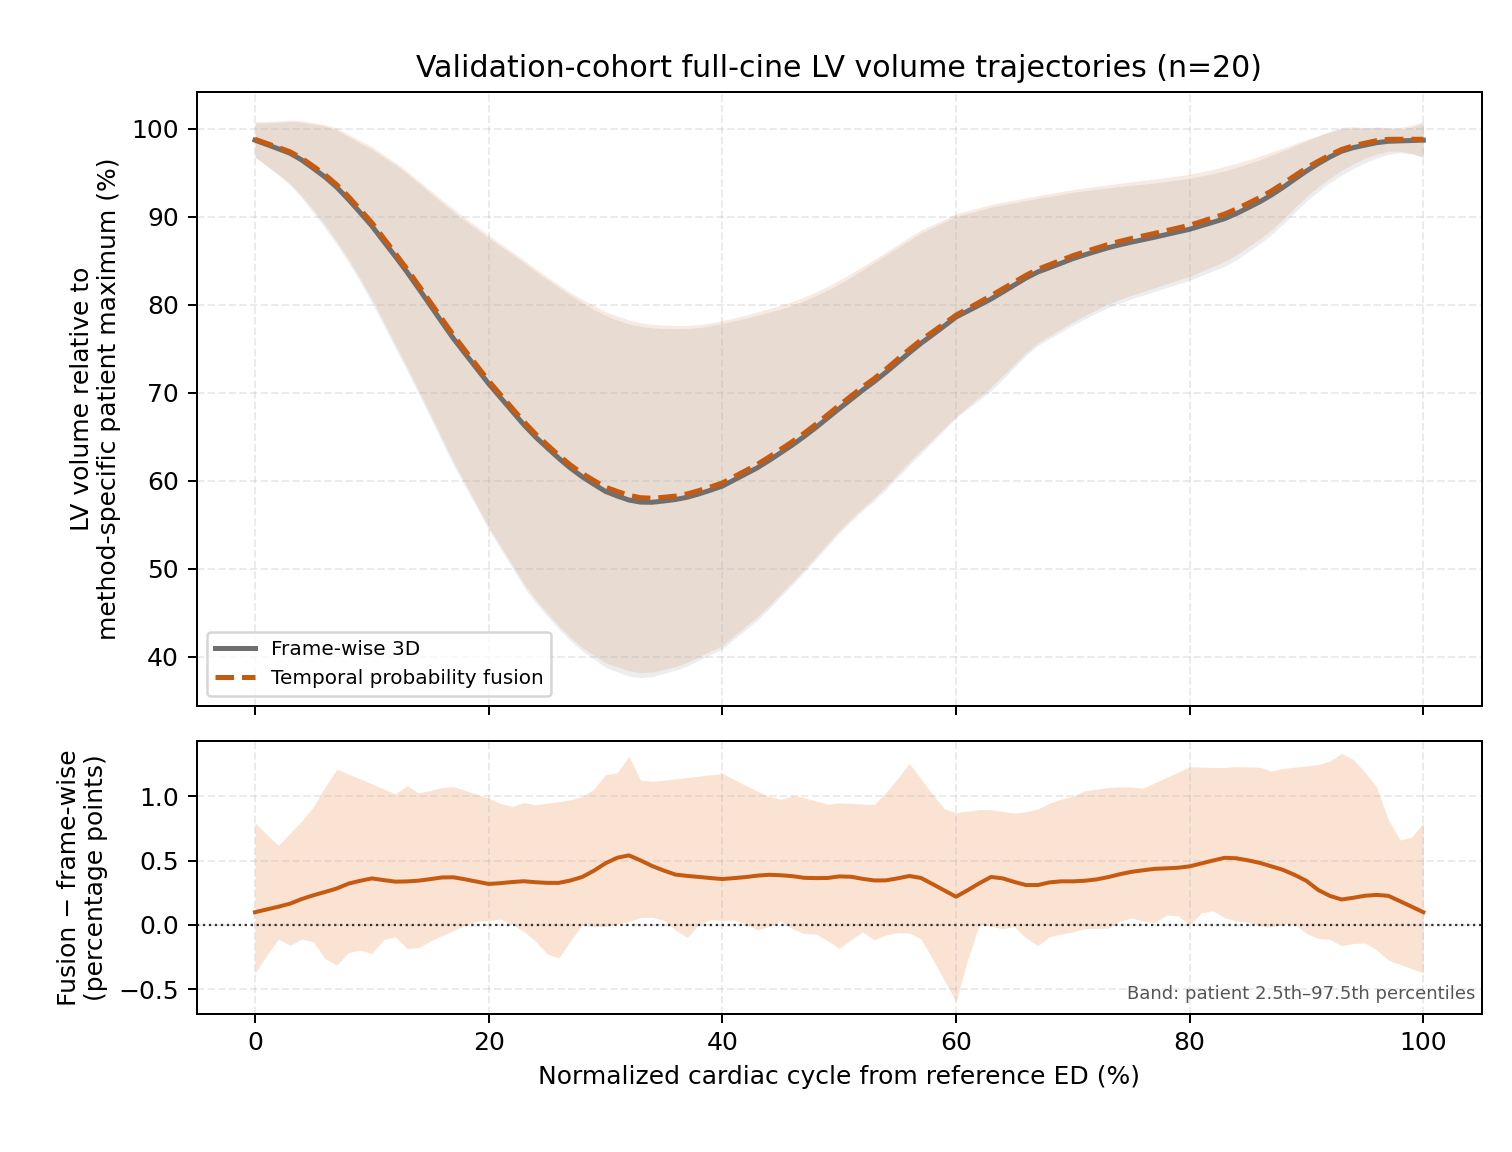 Validation-cohort full-cine LV volume trajectories (n=20)
LV volume relative to
method-specific patient maximum (%)
100
90
80
70
60
50
40
Frame-wise 3D
Temporal probability fusion
Fusion − frame-wise
(percentage points)
1.0
0.5
0.0
−0.5
Band: patient 2.5th–97.5th percentiles
0 20 40 60 80 100
Normalized cardiac cycle from reference ED (%)